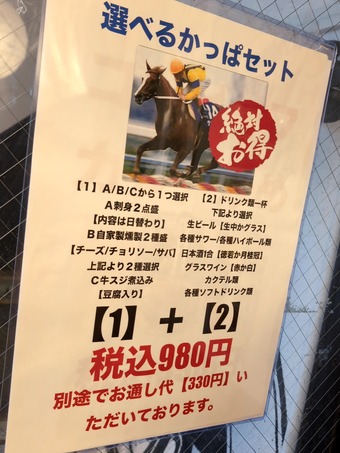 選べるかっぱセット
絶対
お得
【1】A/B/Cから1つ選択
A刺身2点盛
【内容は日替わり】
B自家製燻製2種盛
【チーズ/チョリソー/サバ】
上記より2種選択
C牛スジ煮込み
【豆腐入り】
【2】ドリンク類一杯
下記より選択
生ビール【生中かグラス】
各種サワー/各種ハイボール類
日本酒1合【徳若か月桂冠】
グラスワイン【赤か白】
カクテル類
各種ソフトドリンク類
【1】＋【2】
税込980円
別途でお通し代【330円】い
ただいております。